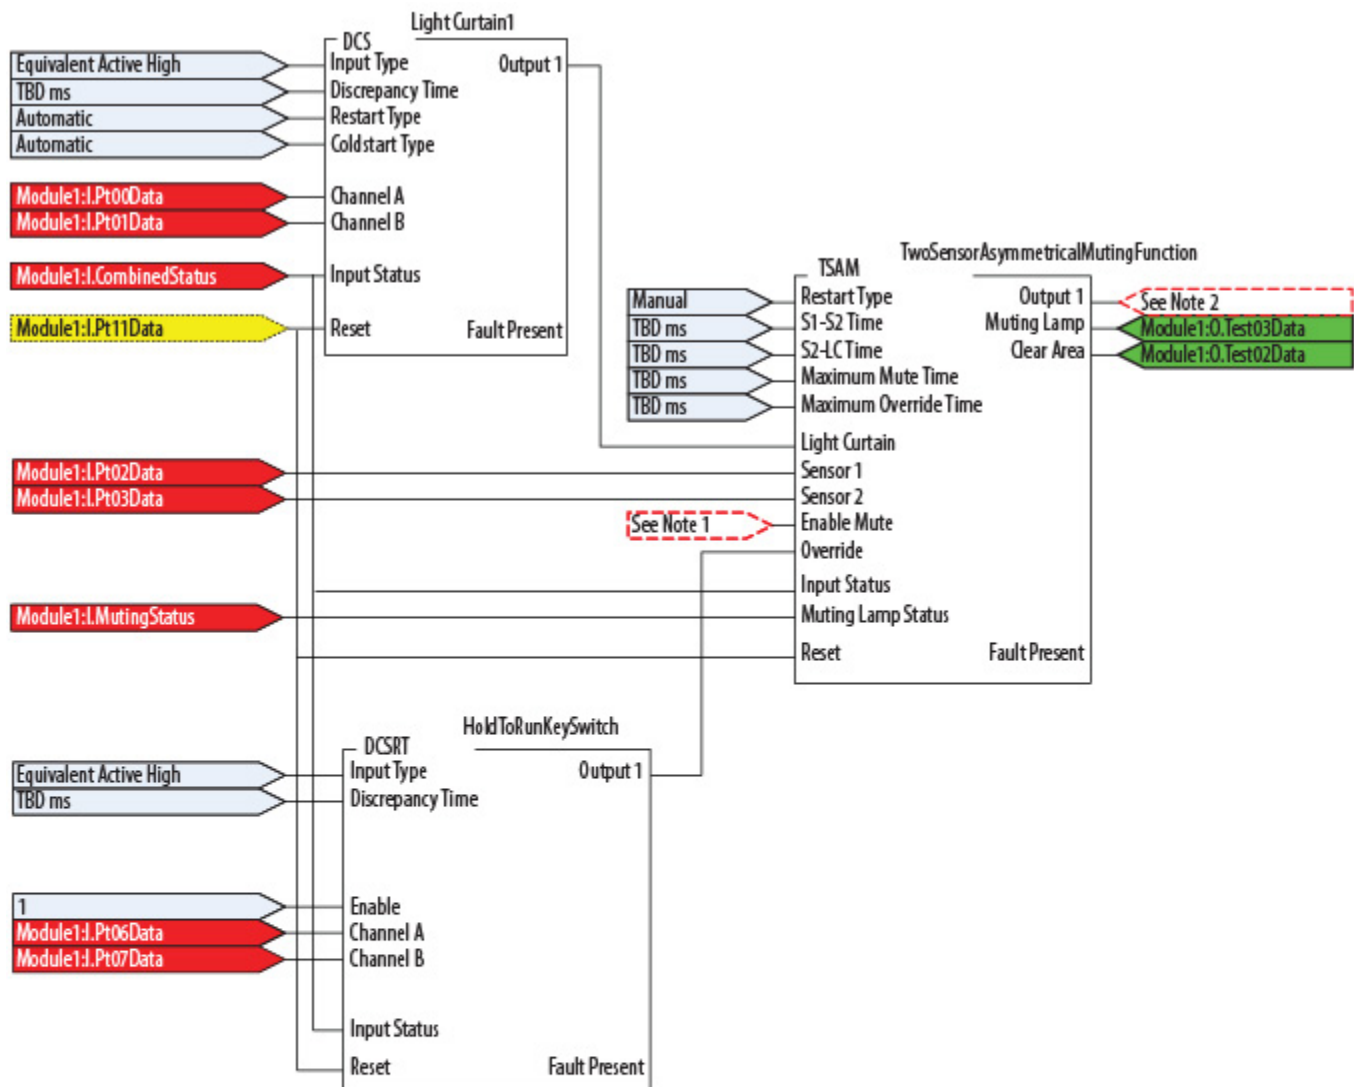 Light Curtain1
DCS
Equivalent Active High
Input Type
Output 1
TBD ms
Discrepancy Time
Automatic
Restart Type
Automatic
Coldstart Type
Module1:I.Pt00Data
Channel A
Module1:I.Pt01Data
Channel B
Module1:I.CombinedStatus
Input Status
Module1:I.Pt11Data
Reset
Fault Present
TwoSensorAsymmetricalMutingFunction
TSAM
Manual
Restart Type
Output 1
See Note 2
TBD ms
S1-S2 Time
Muting Lamp
Module1:O.Test03Data
TBD ms
S2-LC Time
Clear Area
Module1:O.Test02Data
TBD ms
Maximum Mute Time
TBD ms
Maximum Override Time
Light Curtain
Module1:I.Pt02Data
Sensor 1
Module1:I.Pt03Data
Sensor 2
See Note 1
Enable Mute
Override
Input Status
Module1:I.MutingStatus
Muting Lamp Status
Reset
Fault Present
HoldToRunKeySwitch
DCSRT
Equivalent Active High
Input Type
Output 1
TBD ms
Discrepancy Time
1
Enable
Module1:I.Pt06Data
Channel A
Module1:I.Pt07Data
Channel B
Input Status
Reset
Fault Present